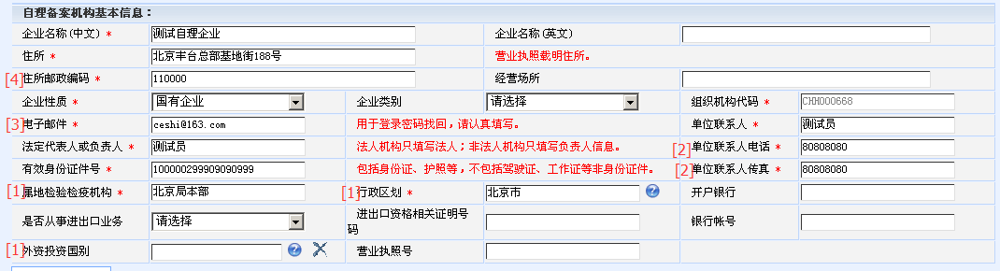 自理备案机构基本信息：
企业名称(中文) * 测试自理企业 企业名称(英文)
住所 * 北京丰台总部基地街188号 营业执照载明住所。
[4] 住所邮政编码 * 110000 经营场所
企业性质 * 国有企业 企业类别 请选择 组织机构代码 * CHH000668
[3] 电子邮件 * ceshi@163.com 用于登录密码找回，请认真填写。 单位联系人 * 测试员
法定代表人或负责人 * 测试员 法人机构只填写法人；非法人机构只填写负责人信息。 [2] 单位联系人电话 * 80808080
有效身份证件号 * 100000299909090999 包括身份证、护照等，不包括驾驶证、工作证等非身份证件。 [2] 单位联系人传真 * 80808080
[1] 属地检验检疫机构 * 北京局本部 [1] 行政区划 * 北京市 ? 开户银行
是否从事进出口业务 请选择 进出口资格相关证明号码 银行帐号
[1] 外资投资国别 ? 营业执照号